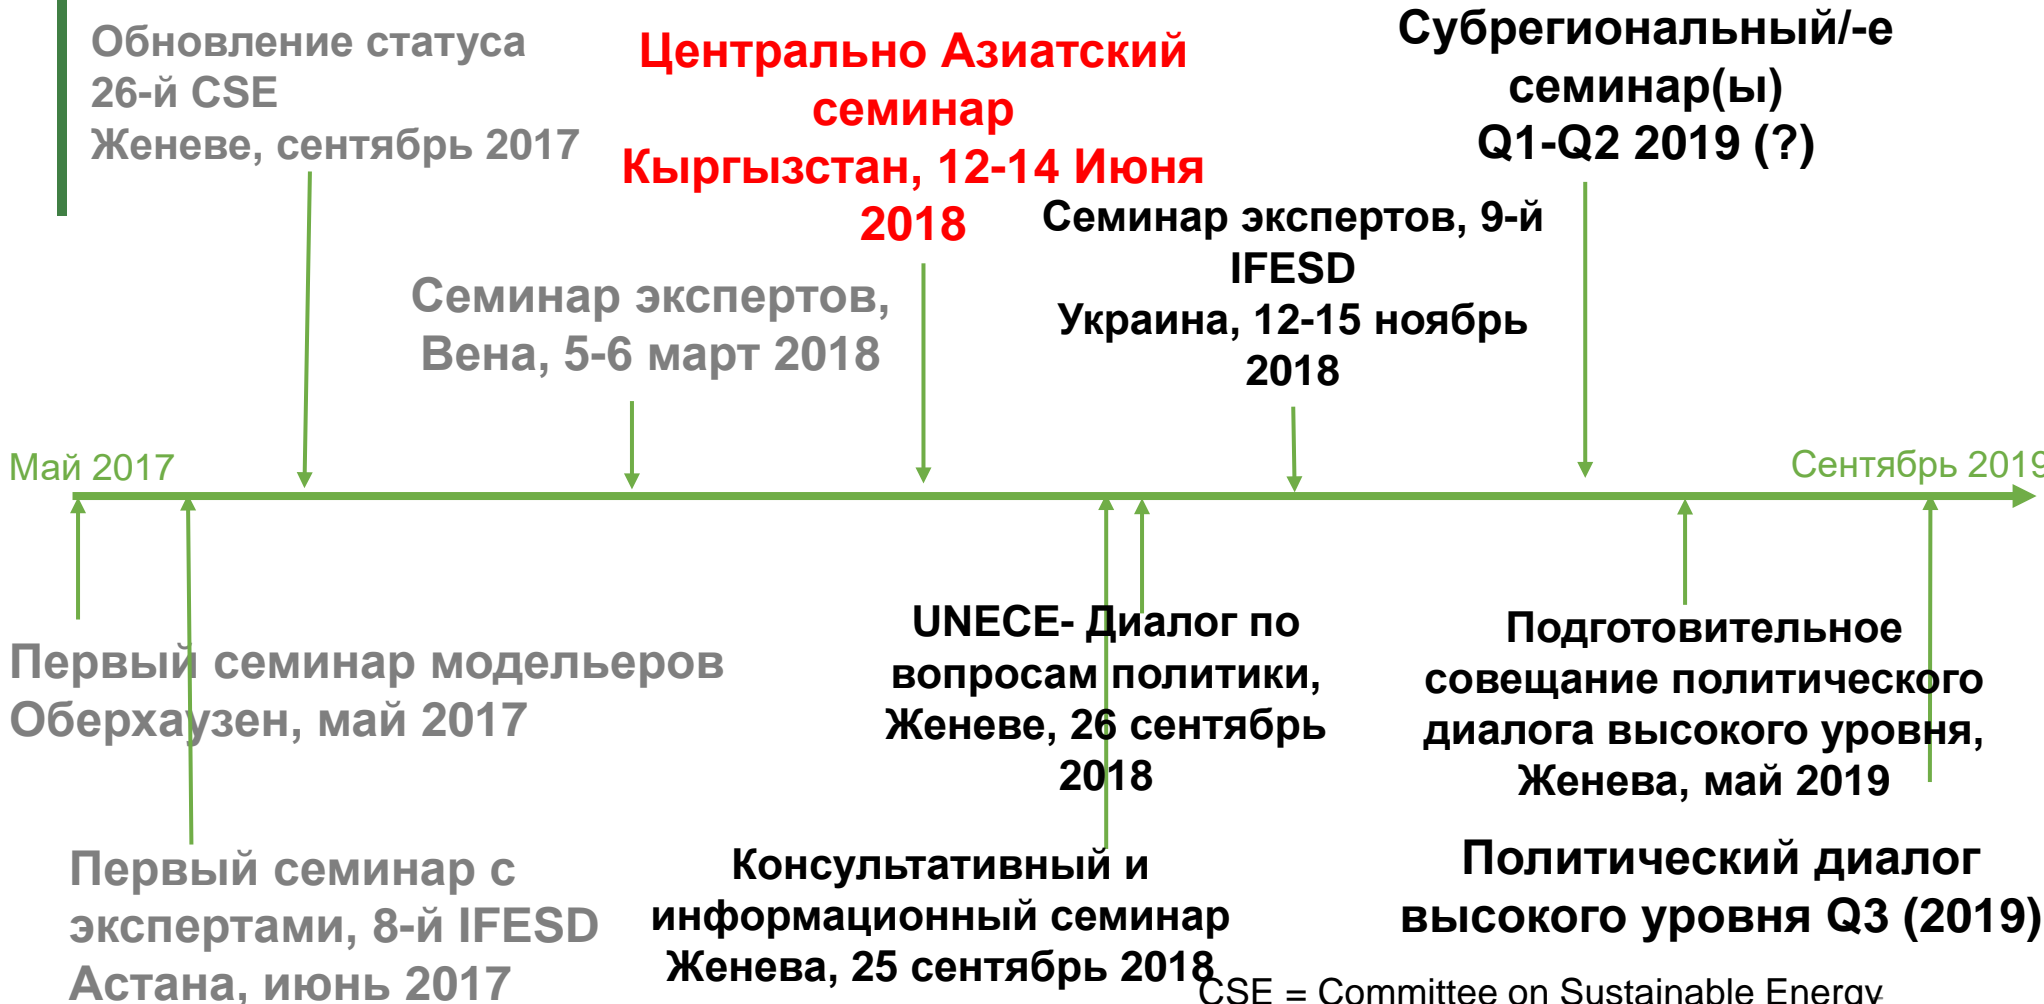 Обновление статуса
26-й CSE
Женеве, сентябрь 2017
Центрально Азиатский
семинар
Кыргызстан, 12-14 Июня
2018
Субрегиональный/-е
семинар(ы)
Q1-Q2 2019 (?)
Семинар экспертов,
Вена, 5-6 март 2018
Семинар экспертов, 9-й
IFESD
Украина, 12-15 ноябрь
2018
Май 2017
Сентябрь 2019
Первый семинар модельеров
Оберхаузен, май 2017
UNECE- Диалог по
вопросам политики,
Женеве, 26 сентябрь
2018
Подготовительное
совещание политического
диалога высокого уровня,
Женева, май 2019
Первый семинар с
экспертами, 8-й IFESD
Астана, июнь 2017
Консультативный и
информационный семинар
Женева, 25 сентябрь 2018
Политический диалог
высокого уровня Q3 (2019)
CSE = Committee on Sustainable Energy